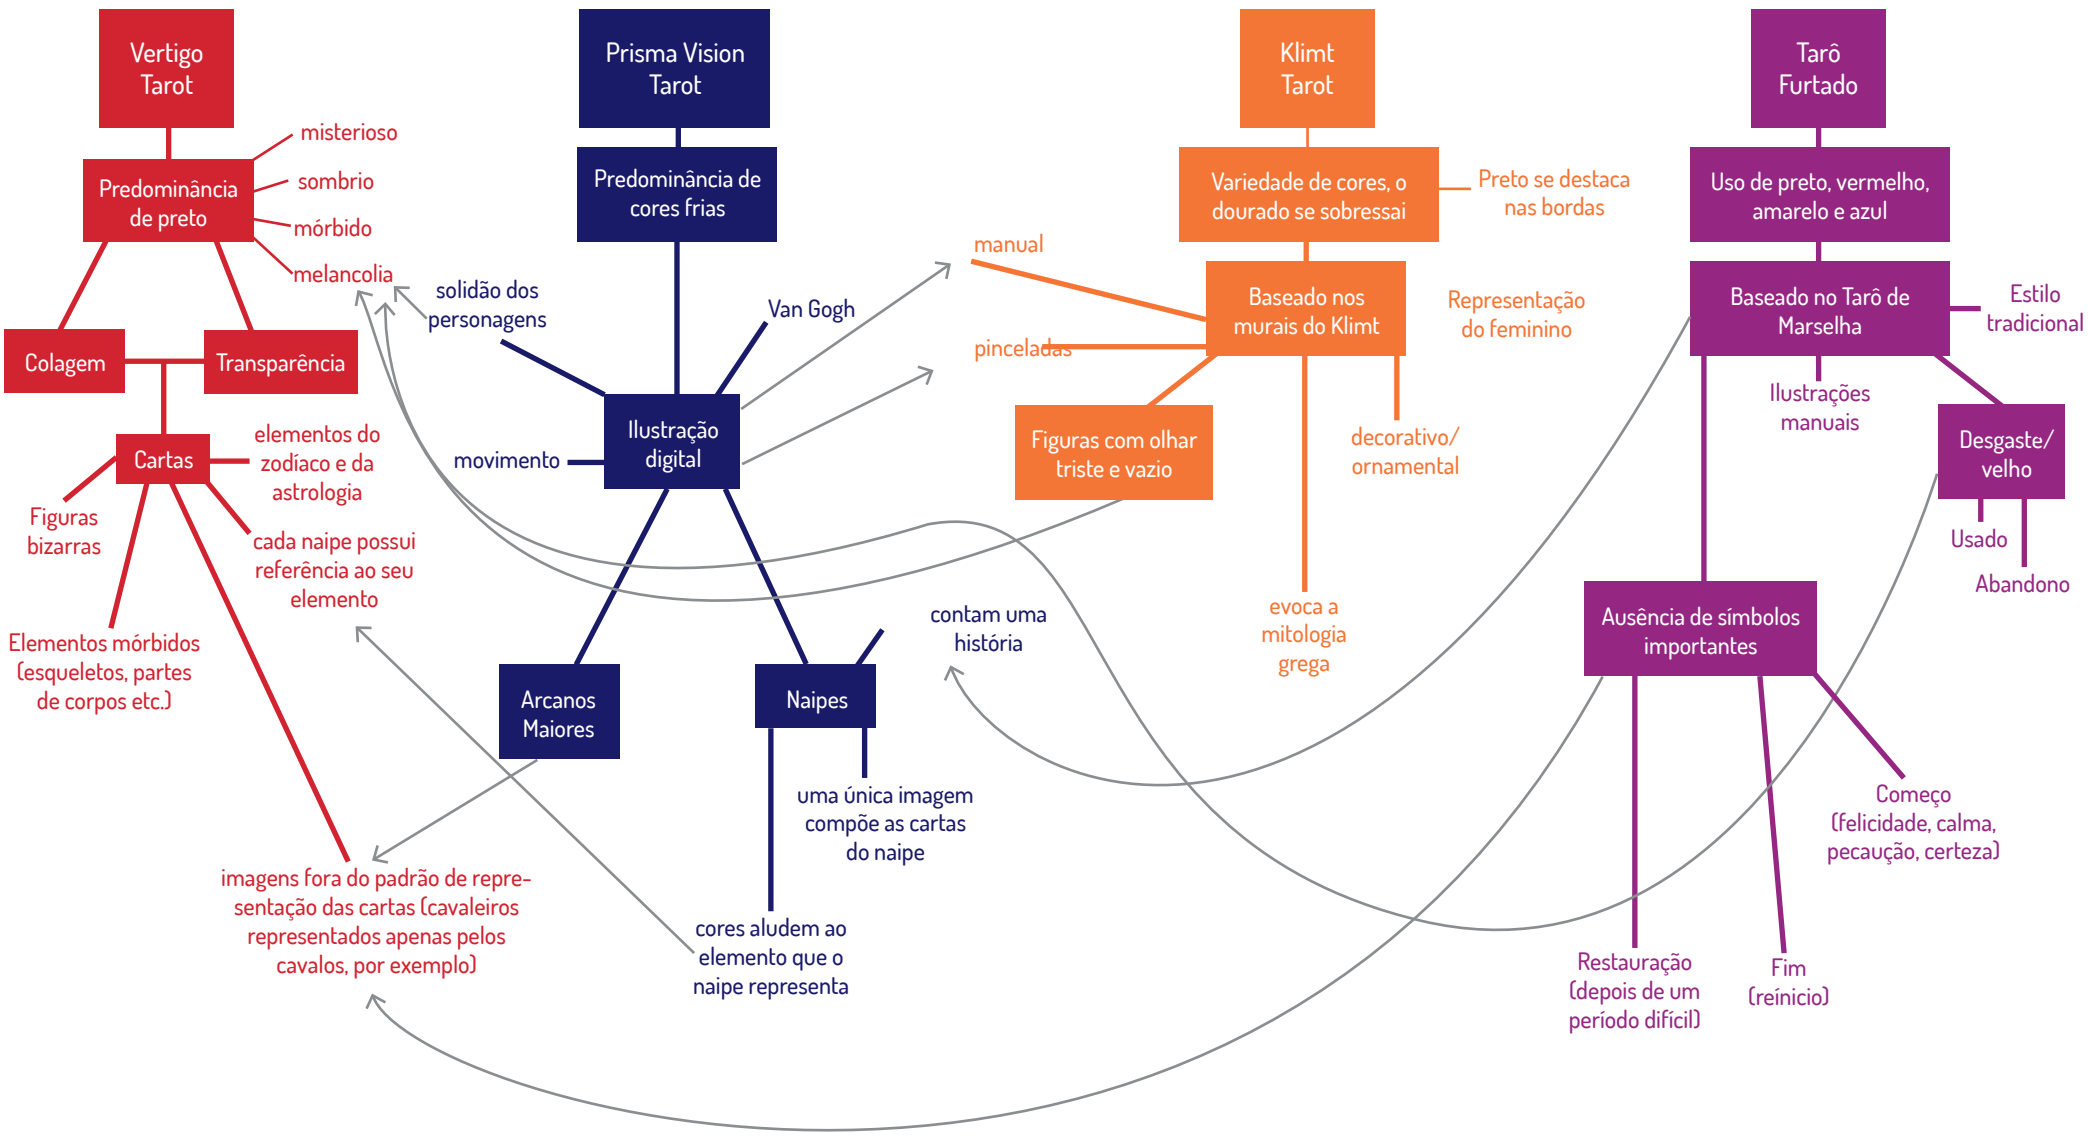 Vertigo
Tarot
Predominância
de preto
misterioso
sombrio
mórbido
melancolia
Colagem
Transparência
Cartas
elementos do
zodíaco e da
astrologia
Figuras
bizarras
cada naipe possui
referência ao seu
elemento
Elementos mórbidos
(esqueletos, partes
de corpos etc.)
imagens fora do padrão de repre-
sentação das cartas (cavaleiros
representados apenas pelos
cavalos, por exemplo)
Prisma Vision
Tarot
Predominância de
cores frias
solidão dos
personagens
Van Gogh
Ilustração
digital
movimento
Arcanos
Maiores
Naipes
contam uma
história
uma única imagem
compõe as cartas
do naipe
cores aludem ao
elemento que o
naipe representa
Klimt
Tarot
Variedade de cores, o
dourado se sobressai
Preto se destaca
nas bordas
manual
Baseado nos
murais do Klimt
Representação
do feminino
pinceladas
Figuras com olhar
triste e vazio
decorativo/
ornamental
evoca a
mitologia
grega
Tarô
Furtado
Uso de preto, vermelho,
amarelo e azul
Baseado no Tarô de
Marselha
Estilo
tradicional
Ilustrações
manuais
Desgaste/
velho
Usado
Abandono
Ausência de símbolos
importantes
Começo
(felicidade, calma,
pecaução, certeza)
Restauração
(depois de um
período difícil)
Fim
(reínicio)